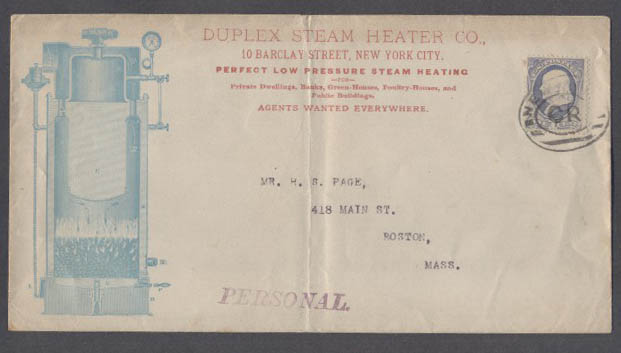 DUPLEX STEAM HEATER CO.,
10 BARCLAY STREET, NEW YORK CITY.
PERFECT LOW PRESSURE STEAM HEATING
—FOR—
Private Dwellings, Banks, Green-Houses, Poultry-Houses, and
Public Buildings.
AGENTS WANTED EVERYWHERE.
MR. H. S. PAGE,
418 MAIN ST.
BOSTON,
MASS.
PERSONAL.